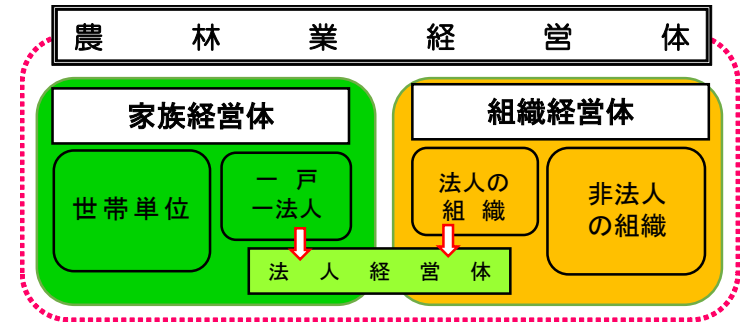 農林業経営体
家族経営体
組織経営体
世帯単位
一戸
一法人
法人の
組織
非法人
の組織
法人経営体